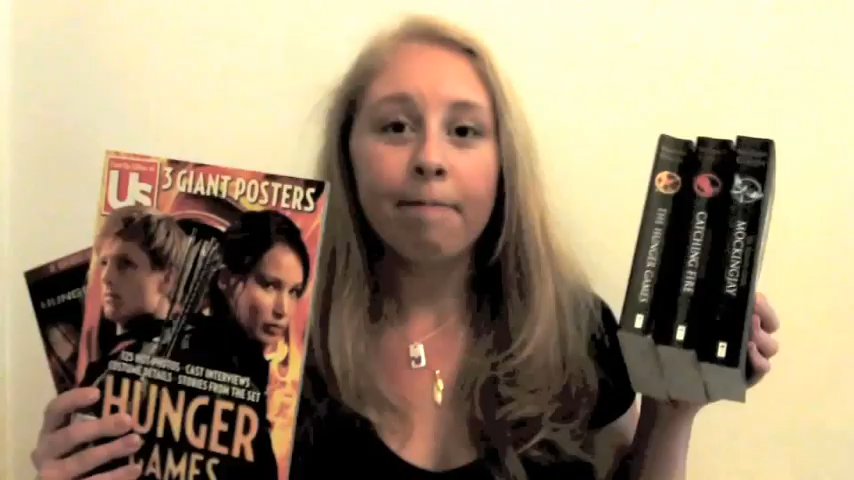 Us
3 GIANT POSTERS
125 HOT PHOTOS · CAST INTERVIEWS
COSTUME DETAILS · STORIES FROM THE SET
HUNGER
GAMES
THE HUNGER GAMES
CATCHING FIRE
MOCKINGJAY